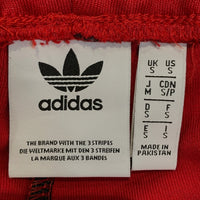 adidas
THE BRAND WITH THE 3 STRIPES
DIE WELTMARKE MIT DEN 3 STREIFEN
LA MARQUE AUX 3 BANDES
UK US
S S
J CDN
M S/P
D F
S S
E I
S S
MADE IN
PAKISTAN